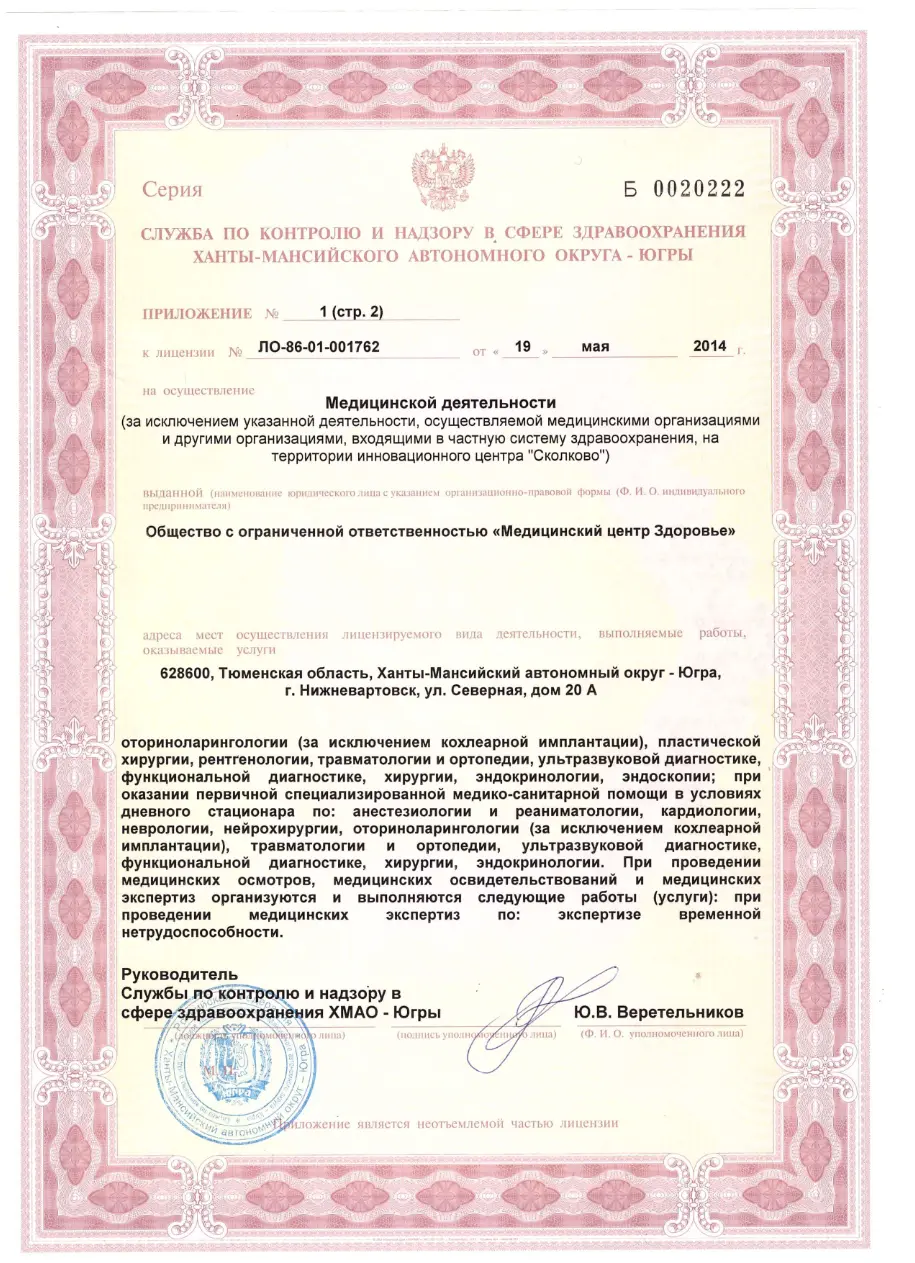 Серия
Б 0020222
СЛУЖБА ПО КОНТРОЛЮ И НАДЗОРУ В СФЕРЕ ЗДРАВООХРАНЕНИЯ
ХАНТЫ-МАНСИЙСКОГО АВТОНОМНОГО ОКРУГА - ЮГРЫ
ПРИЛОЖЕНИЕ № 1 (стр. 2)
к лицензии № ЛО-86-01-001762 от « 19 » мая 2014 г.
на осуществление
Медицинской деятельности
(за исключением указанной деятельности, осуществляемой медицинскими организациями
и другими организациями, входящими в частную систему здравоохранения, на
территории инновационного центра "Сколково")
выданной (наименование юридического лица с указанием организационно-правовой формы (Ф. И. О. индивидуального
предпринимателя)
Общество с ограниченной ответственностью «Медицинский центр Здоровье»
адреса мест осуществления лицензируемого вида деятельности, выполняемые работы,
оказываемые услуги
628600, Тюменская область, Ханты-Мансийский автономный округ - Югра,
г. Нижневартовск, ул. Северная, дом 20 А
оториноларингологии (за исключением кохлеарной имплантации), пластической
хирургии, рентгенологии, травматологии и ортопедии, ультразвуковой диагностике,
функциональной диагностике, хирургии, эндокринологии, эндоскопии; при
оказании первичной специализированной медико-санитарной помощи в условиях
дневного стационара по: анестезиологии и реаниматологии, кардиологии,
неврологии, нейрохирургии, оториноларингологии (за исключением кохлеарной
имплантации), травматологии и ортопедии, ультразвуковой диагностике,
функциональной диагностике, хирургии, эндокринологии. При проведении
медицинских осмотров, медицинских освидетельствований и медицинских
экспертиз организуются и выполняются следующие работы (услуги): при
проведении медицинских экспертиз по: экспертизе временной
нетрудоспособности.
Руководитель
Службы по контролю и надзору в
сфере здравоохранения ХМАО - Югры
Ю.В. Веретельников
(должность уполномоченного лица) (подпись уполномоченного лица) (Ф. И. О. уполномоченного лица)
М. П.
Ханты-Мансийский автономный округ - Югра
Приложение является неотъемлемой частью лицензии